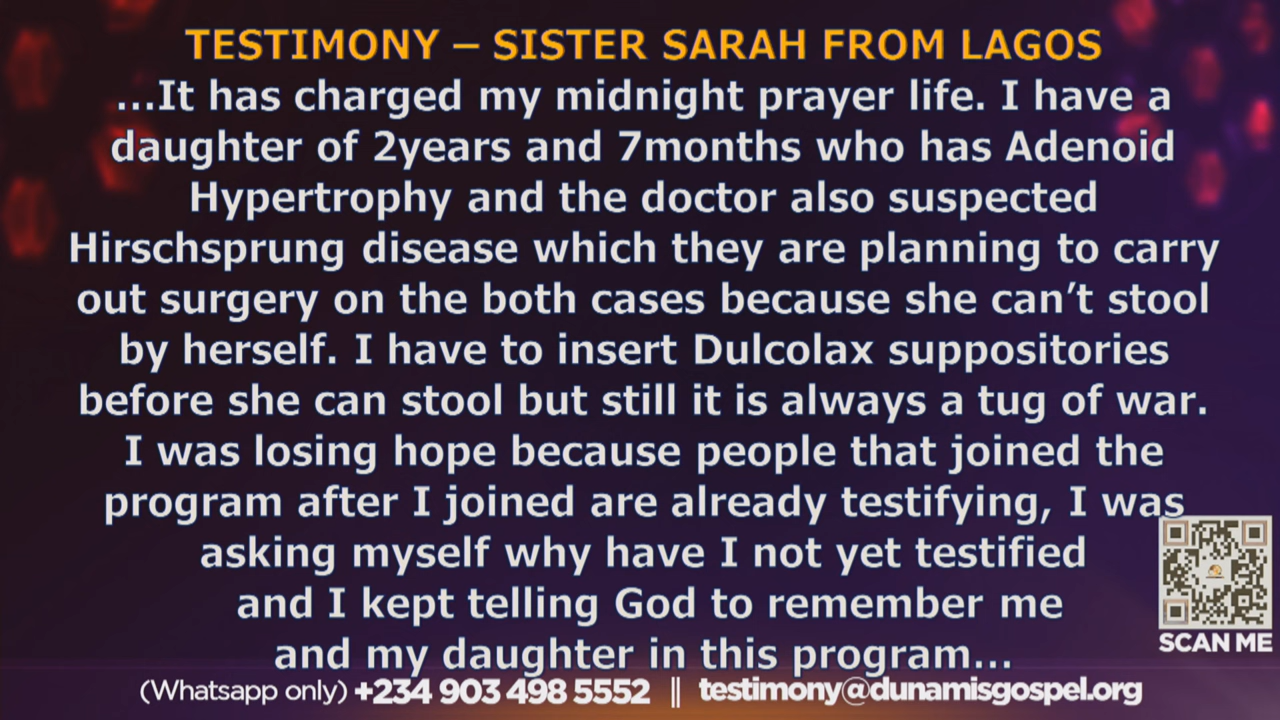 TESTIMONY – SISTER SARAH FROM LAGOS
...It has charged my midnight prayer life. I have a
daughter of 2years and 7months who has Adenoid
Hypertrophy and the doctor also suspected
Hirschsprung disease which they are planning to carry
out surgery on the both cases because she can’t stool
by herself. I have to insert Dulcolax suppositories
before she can stool but still it is always a tug of war.
I was losing hope because people that joined the
program after I joined are already testifying, I was
asking myself why have I not yet testified
and I kept telling God to remember me
and my daughter in this program...
SCAN ME
(Whatsapp only) +234 903 498 5552 || testimony@dunamisgospel.org